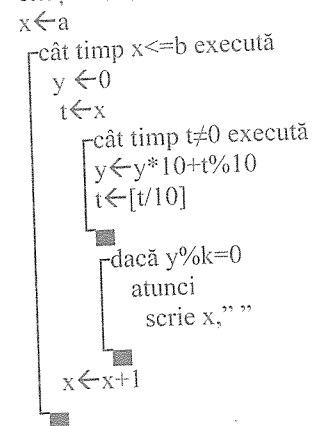 x←a
cât timp x<=b execută
y ←0
t←x
cât timp t≠0 execută
y←y*10+t%10
t←[t/10]
dacă y%k=0
atunci
scrie x,” ”
x←x+1